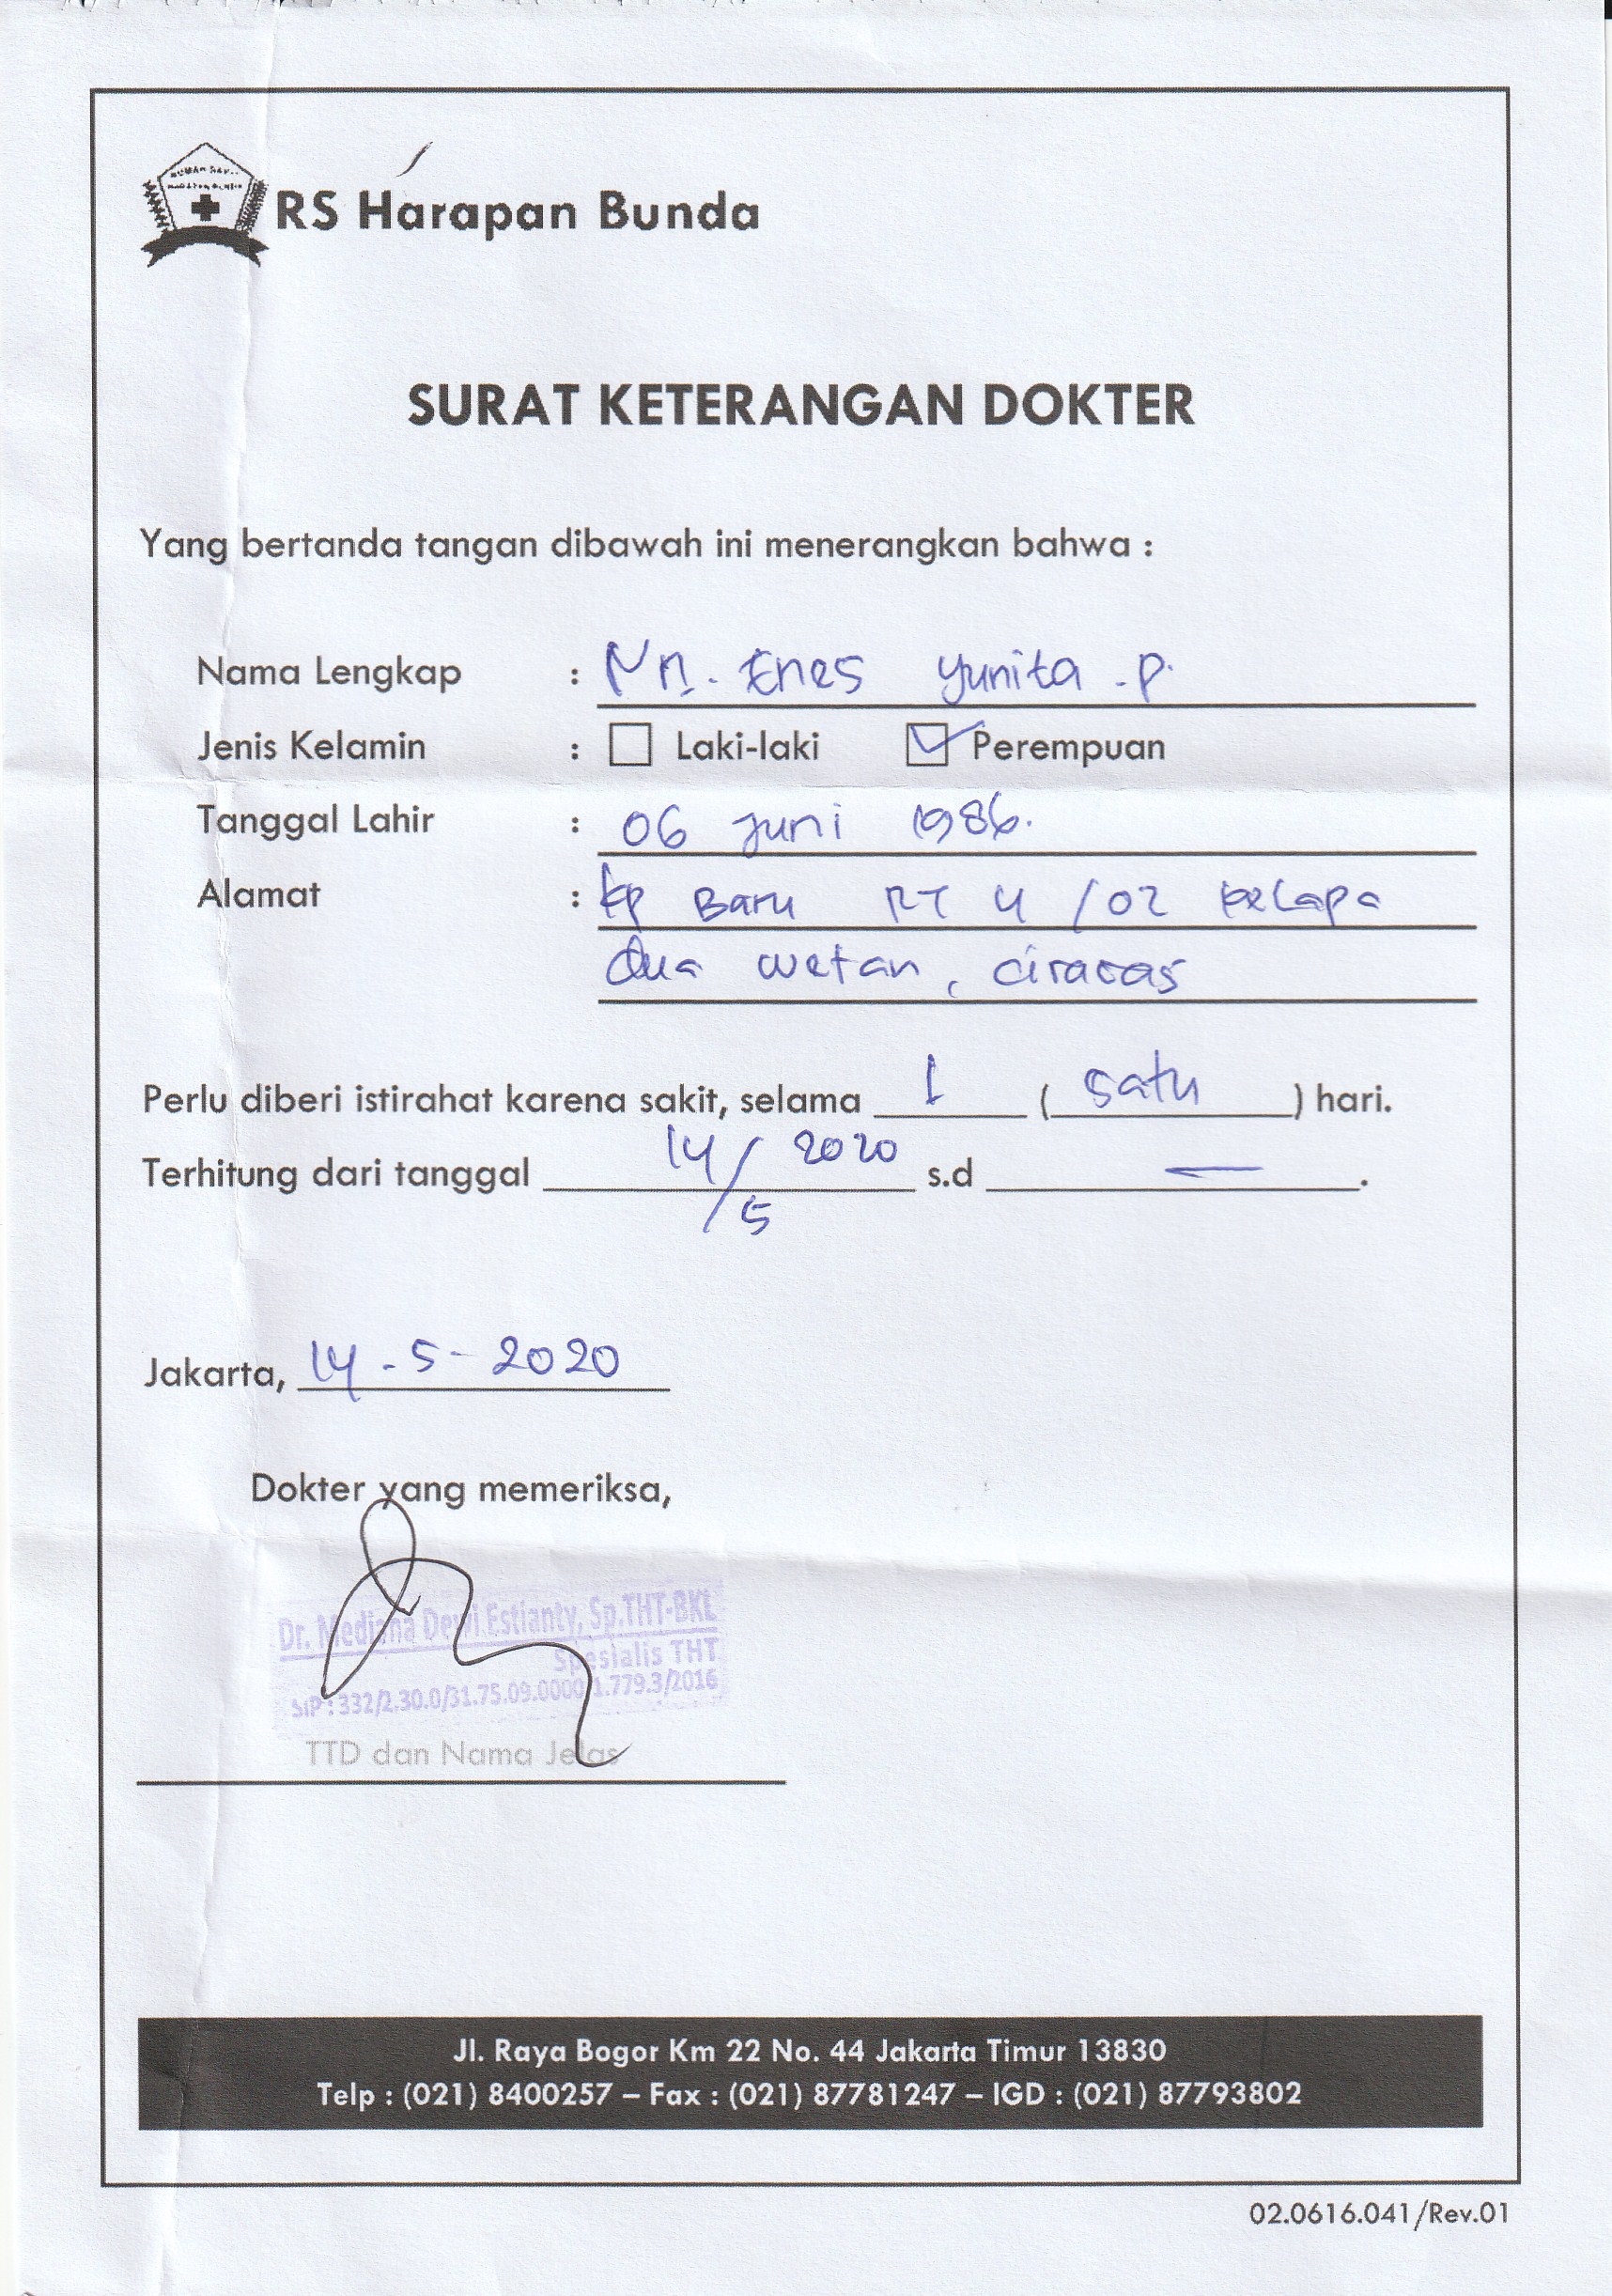 RS Harapan Bunda
SURAT KETERANGAN DOKTER
Yang bertanda tangan dibawah ini menerangkan bahwa :
Nama Lengkap : Nn. Enes Yunita .P.
Jenis Kelamin : Laki-laki Perempuan
Tanggal Lahir : 06 Juni 1986.
Alamat : kp Baru RT 4 /02 kelapa
dua wetan, ciracas
Perlu diberi istirahat karena sakit, selama 1 ( satu ) hari.
Terhitung dari tanggal 14/5 2020 s.d — .
Jakarta, 14 - 5 - 2020
Dokter yang memeriksa,
Dr. Mediana Dewi Estianty, Sp.THT-BKL
Spesialis THT
SIP : 332/2.30.0/31.75.09.0000 1.779.3/2016
TTD dan Nama Jelas
Jl. Raya Bogor Km 22 No. 44 Jakarta Timur 13830
Telp : (021) 8400257 – Fax : (021) 87781247 – IGD : (021) 87793802
02.0616.041/Rev.01